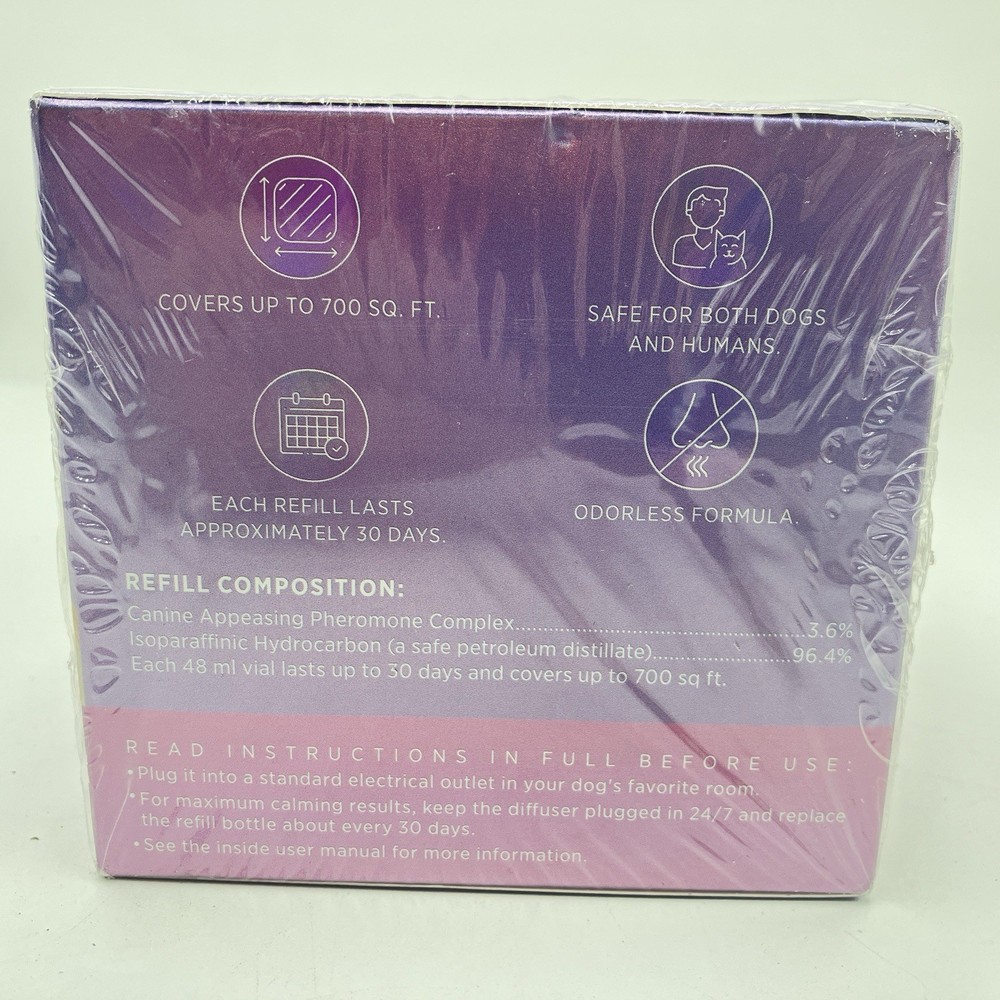 COVERS UP TO 700 SQ. FT.
SAFE FOR BOTH DOGS
AND HUMANS.
EACH REFILL LASTS
APPROXIMATELY 30 DAYS.
ODORLESS FORMULA.
REFILL COMPOSITION:
Canine Appeasing Pheromone Complex..........3.6%
Isoparaffinic Hydrocarbon (a safe petroleum distillate)..........96.4%
Each 48 ml vial lasts up to 30 days and covers up to 700 sq ft.
READ INSTRUCTIONS IN FULL BEFORE USE:
•Plug it into a standard electrical outlet in your dog's favorite room.
•For maximum calming results, keep the diffuser plugged in 24/7 and replace
the refill bottle about every 30 days.
•See the inside user manual for more information.